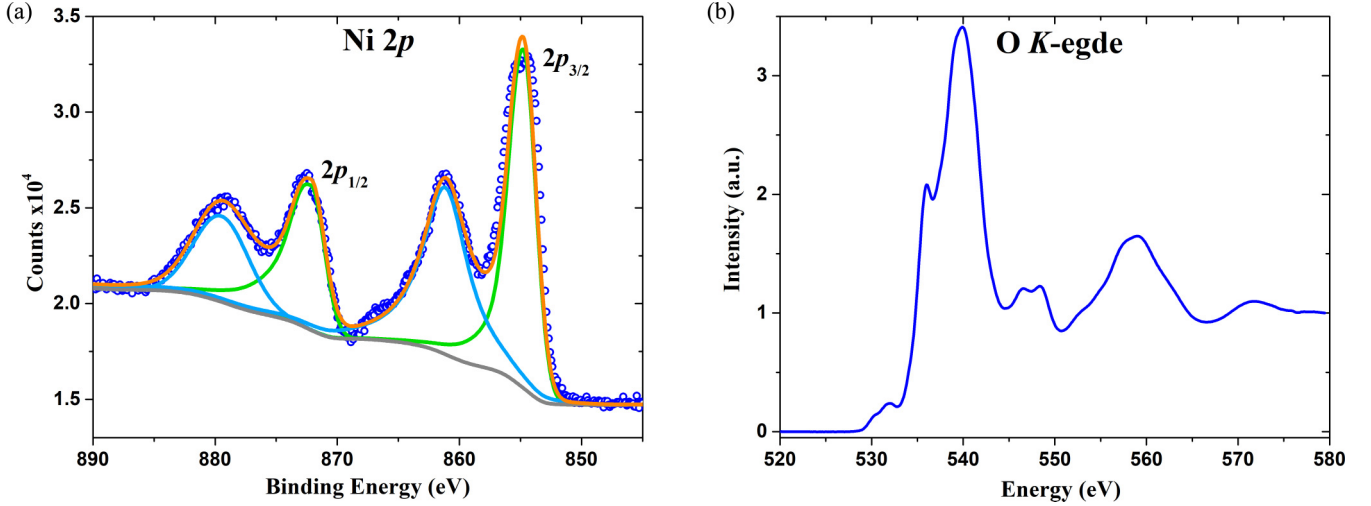 (a)
Ni 2p
2p3/2
2p1/2
Counts x10^4
3.5
3.0
2.5
2.0
1.5
890
880
870
860
850
Binding Energy (eV)
(b)
O K-egde
Intensity (a.u.)
3
2
1
0
520
530
540
550
560
570
580
Energy (eV)